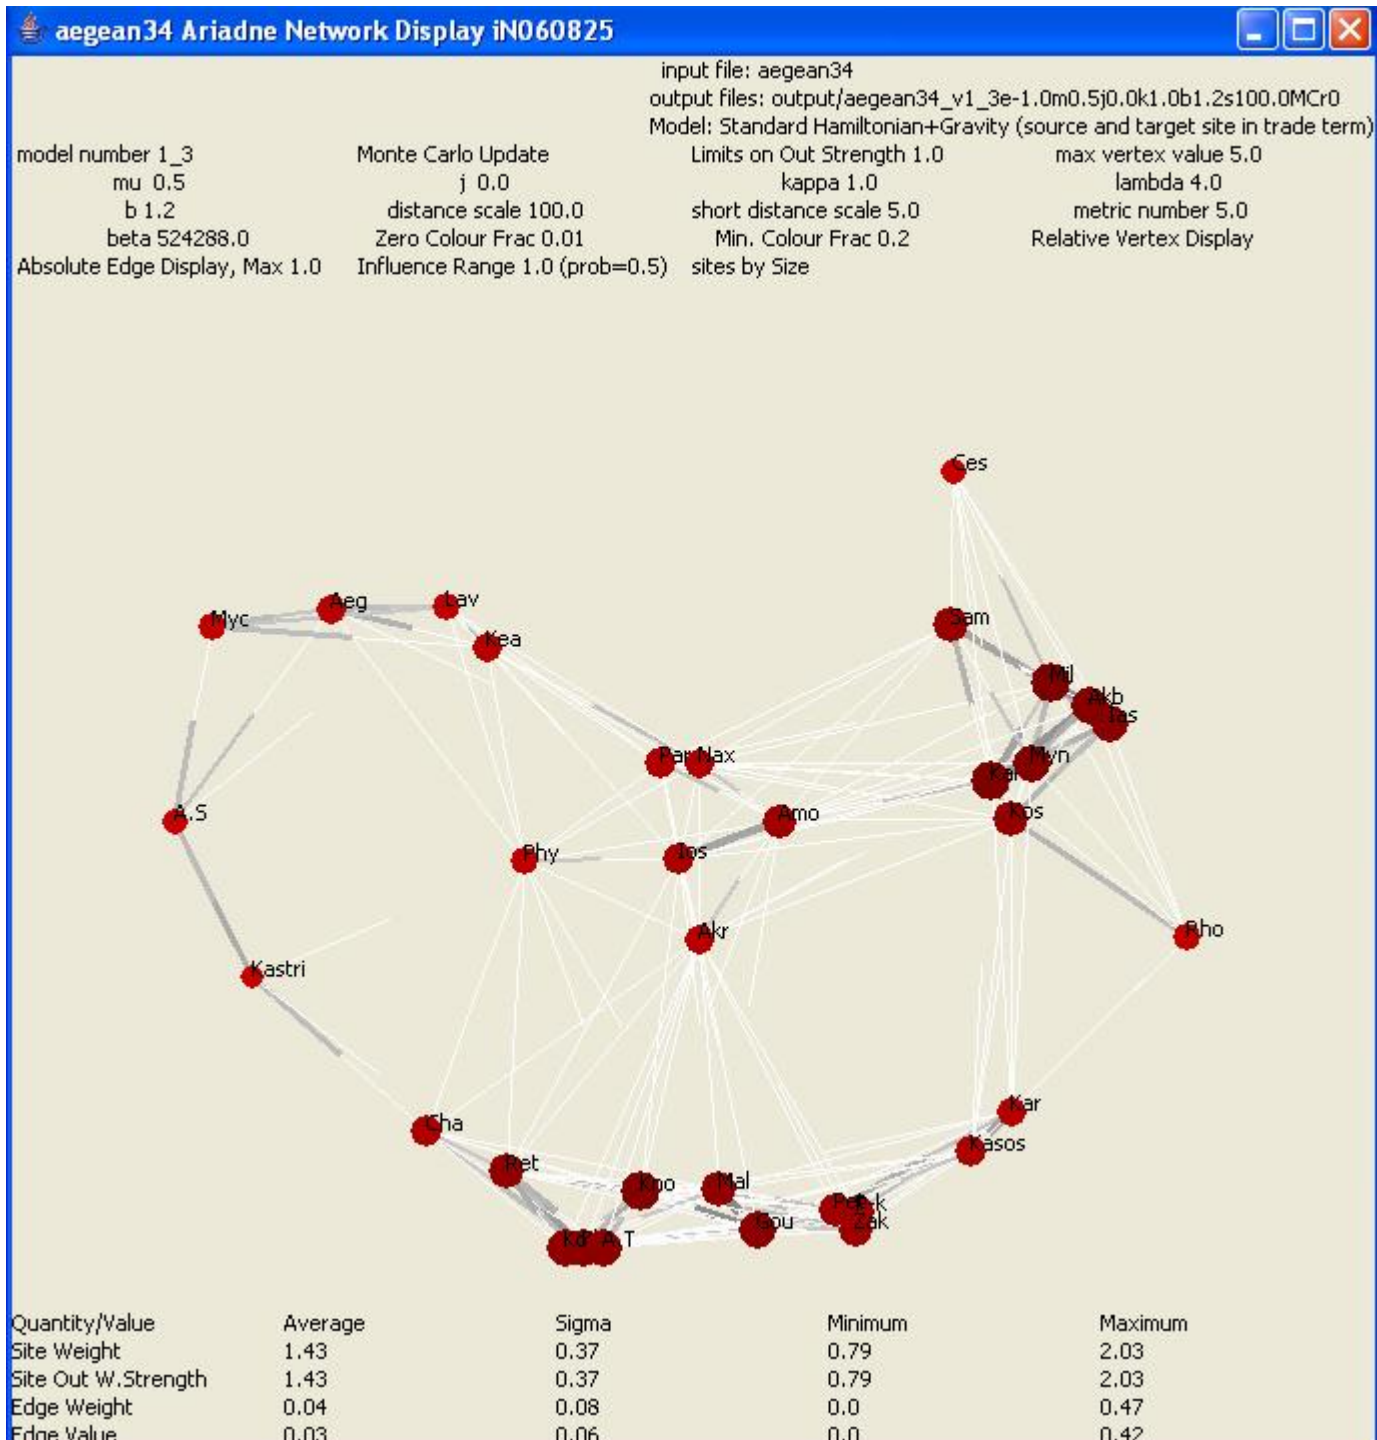 aegean34 Ariadne Network Display iN060825
input file: aegean34
output files: output/aegean34_v1_3e-1.0m0.5j0.0k1.0b1.2s100.0MCr0
Model: Standard Hamiltonian+Gravity (source and target site in trade term)
model number 1_3 Monte Carlo Update Limits on Out Strength 1.0 max vertex value 5.0
mu 0.5 j 0.0 kappa 1.0 lambda 4.0
b 1.2 distance scale 100.0 short distance scale 5.0 metric number 5.0
beta 524288.0 Zero Colour Frac 0.01 Min. Colour Frac 0.2 Relative Vertex Display
Absolute Edge Display, Max 1.0 Influence Range 1.0 (prob=0.5) sites by Size
Ces
Myc Aeg Lav
Sam
Kea
Mil
Akb
Ias
Par Nax Myn
Kal
A.S Amo Kos
Phy Ios
Akr Rho
Kastri
Kar
Cha Kasos
Ret Kno Mal
Gou Zak
A.T
Quantity/Value Average Sigma Minimum Maximum
Site Weight 1.43 0.37 0.79 2.03
Site Out W.Strength 1.43 0.37 0.79 2.03
Edge Weight 0.04 0.08 0.0 0.47
Edge Value 0.03 0.06 0.0 0.42